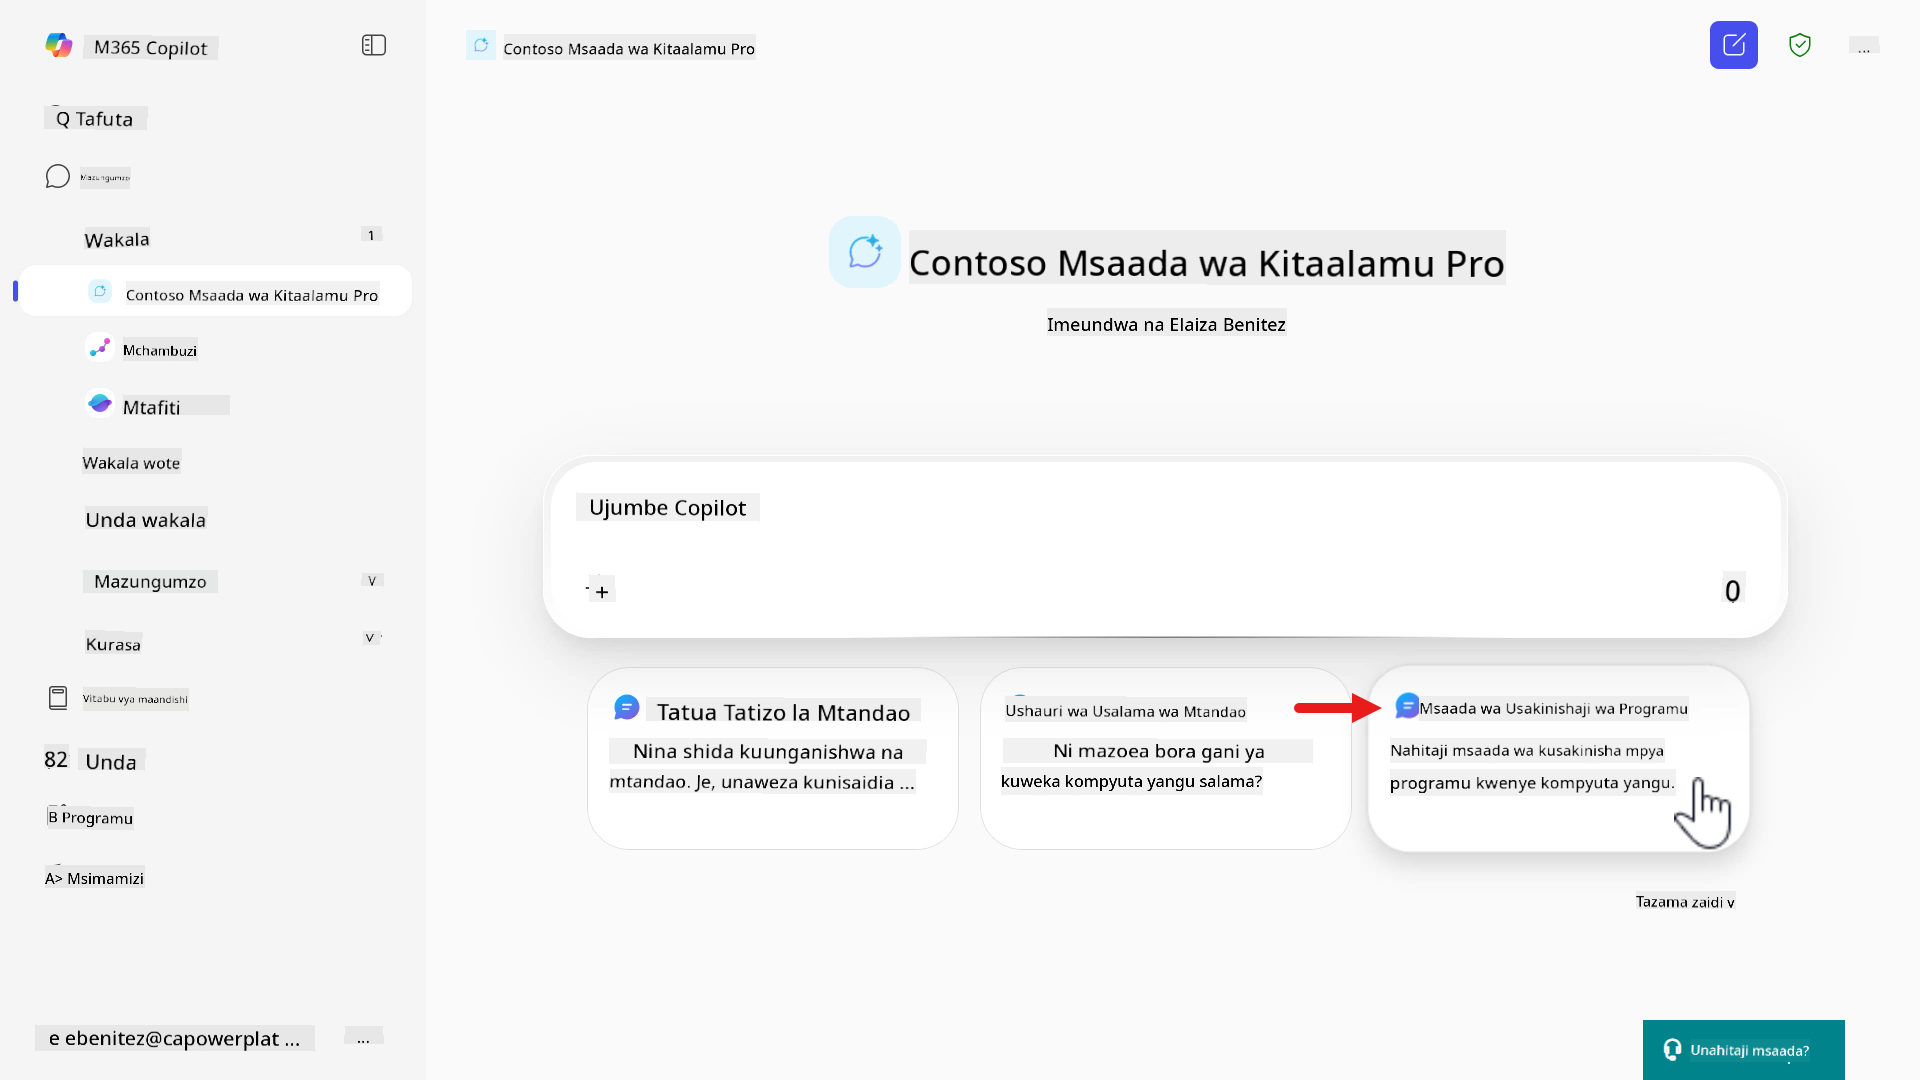 M365 Copilot
Q Tafuta
Mazungumzo
Wakala
1
Contoso Msaada wa Kitaalamu Pro
Mchambuzi
Mtafiti
Wakala wote
Unda wakala
Mazungumzo
V
Kurasa
V
Vitabu vya maandishi
82 Unda
B Programu
A> Msimamizi
e ebenitez@capowerplat ...
...
Contoso Msaada wa Kitaalamu Pro
...
Contoso Msaada wa Kitaalamu Pro
Imeundwa na Elaiza Benitez
Ujumbe Copilot
+
0
Tatua Tatizo la Mtandao
Nina shida kuunganishwa na
mtandao. Je, unaweza kunisaidia ...
Ushauri wa Usalama wa Mtandao
Ni mazoea bora gani ya
kuweka kompyuta yangu salama?
Msaada wa Usakinishaji wa Programu
Nahitaji msaada wa kusakinisha mpya
programu kwenye kompyuta yangu.
Tazama zaidi v
Unahitaji msaada?